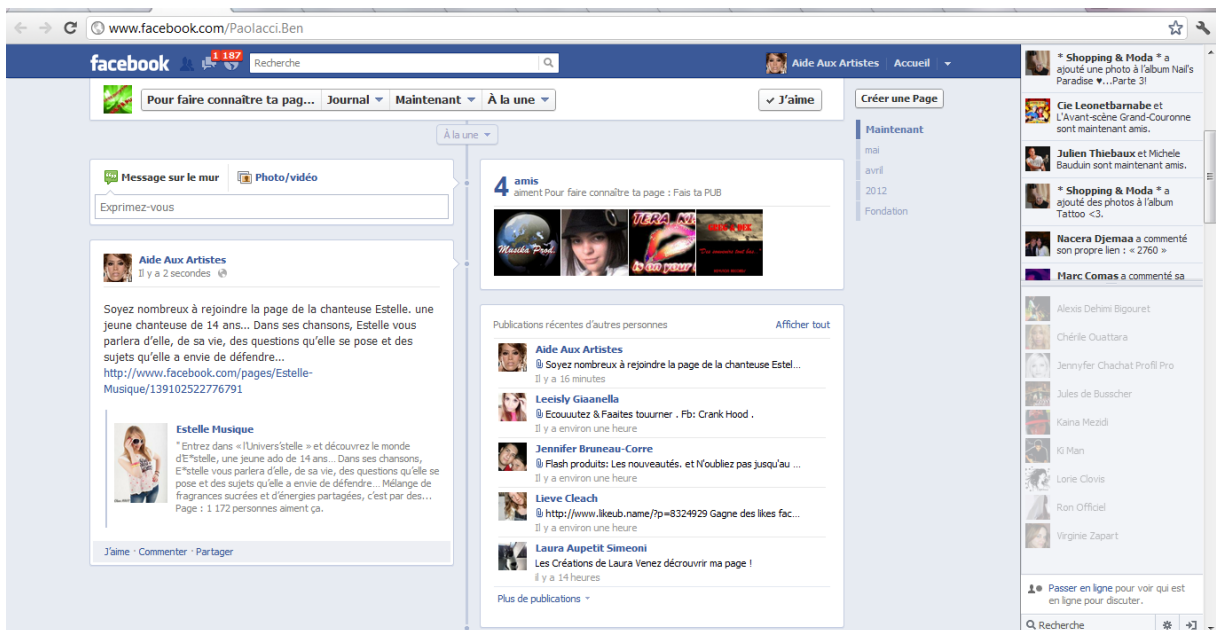 www.facebook.com/Paolacci.Ben
facebook
1 187
Recherche
Aide Aux Artistes
Accueil
Pour faire connaître ta pag...
Journal
Maintenant
À la une
J'aime
Créer une Page
À la une
Maintenant
mai
avril
2012
Fondation
Message sur le mur
Photo/vidéo
Exprimez-vous
Aide Aux Artistes
Il y a 2 secondes
Soyez nombreux à rejoindre la page de la chanteuse Estelle. une
jeune chanteuse de 14 ans... Dans ses chansons, Estelle vous
parlera d'elle, de sa vie, des questions qu'elle se pose et des
sujets qu'elle a envie de défendre...
http://www.facebook.com/pages/Estelle-
Musique/139102522776791
Estelle Musique
"Entrez dans «l'Univers'stelle » et découvrez le monde
d'E*stelle, une jeune ado de 14 ans... Dans ses chansons,
E*stelle vous parlera d'elle, de sa vie, des questions qu'elle se
pose et des sujets qu'elle a envie de défendre... Mélange de
fragrances sucrées et d'énergies partagées, c'est par des...
Page : 1 172 personnes aiment ça.
J'aime · Commenter · Partager
4 amis
aiment Pour faire connaître ta page : Fais ta PUB
Musika Prod.
Publications récentes d'autres personnes
Afficher tout
Aide Aux Artistes
Soyez nombreux à rejoindre la page de la chanteuse Estel...
Il y a 16 minutes
Leeisly Giaanella
Ecouuutez & Faaites touurner . Fb: Crank Hood .
Il y a environ une heure
Jennifer Bruneau-Corre
Flash produits: Les nouveautés. et N'oubliez pas jusqu'au ...
Il y a environ une heure
Lieve Cleach
http://www.likeub.name/?p=8324929 Gagne des likes fac...
Il y a environ une heure
Laura Aupetit Simeoni
Les Créations de Laura Venez décrouvrir ma page !
il y a 14 heures
Plus de publications
* Shopping & Moda * a
ajouté une photo à l'album Nail's
Paradise ♥...Parte 3!
Cie Leonetbarnabe et
L'Avant-scène Grand-Couronne
sont maintenant amis.
Julien Thiebaux et Michele
Bauduin sont maintenant amis.
* Shopping & Moda * a
ajouté des photos à l'album
Tattoo <3.
Nacera Djemaa a commenté
son propre lien : « 2760 »
Marc Comas a commenté sa
Alexis Dehimi Bigouret
Chérile Ouattara
Jennyfer Chachat Profil Pro
Jules de Busscher
Kaina Mezidi
Ki Man
Lorie Clovis
Ron Officiel
Virginie Zapart
Passer en ligne pour voir qui est
en ligne pour discuter.
Recherche